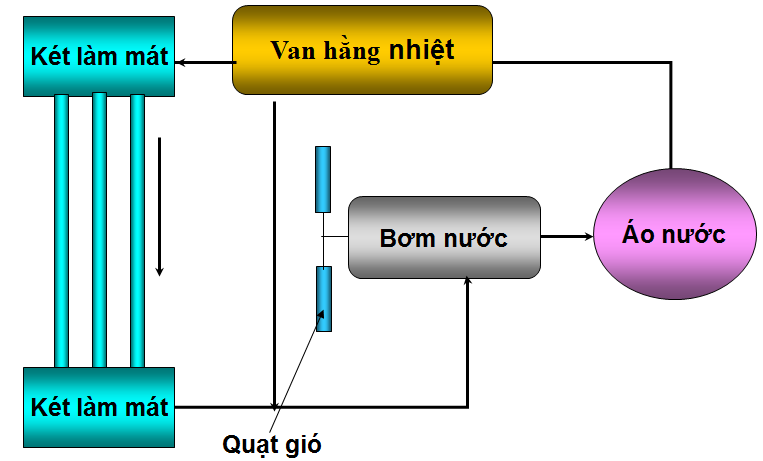 Két làm mát
Van hằng nhiệt
Bơm nước
Áo nước
Két làm mát
Quạt gió